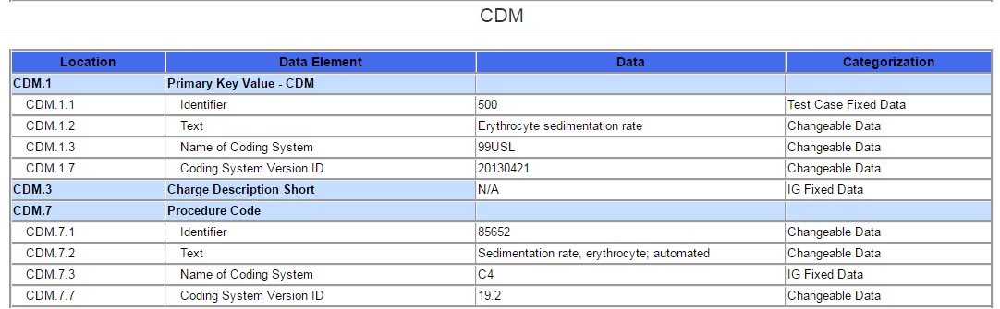 CDM
Location Data Element Data Categorization
CDM.1 Primary Key Value - CDM
CDM.1.1 Identifier 500 Test Case Fixed Data
CDM.1.2 Text Erythrocyte sedimentation rate Changeable Data
CDM.1.3 Name of Coding System 99USL Changeable Data
CDM.1.7 Coding System Version ID 20130421 Changeable Data
CDM.3 Charge Description Short N/A IG Fixed Data
CDM.7 Procedure Code
CDM.7.1 Identifier 85652 Changeable Data
CDM.7.2 Text Sedimentation rate, erythrocyte; automated Changeable Data
CDM.7.3 Name of Coding System C4 IG Fixed Data
CDM.7.7 Coding System Version ID 19.2 Changeable Data